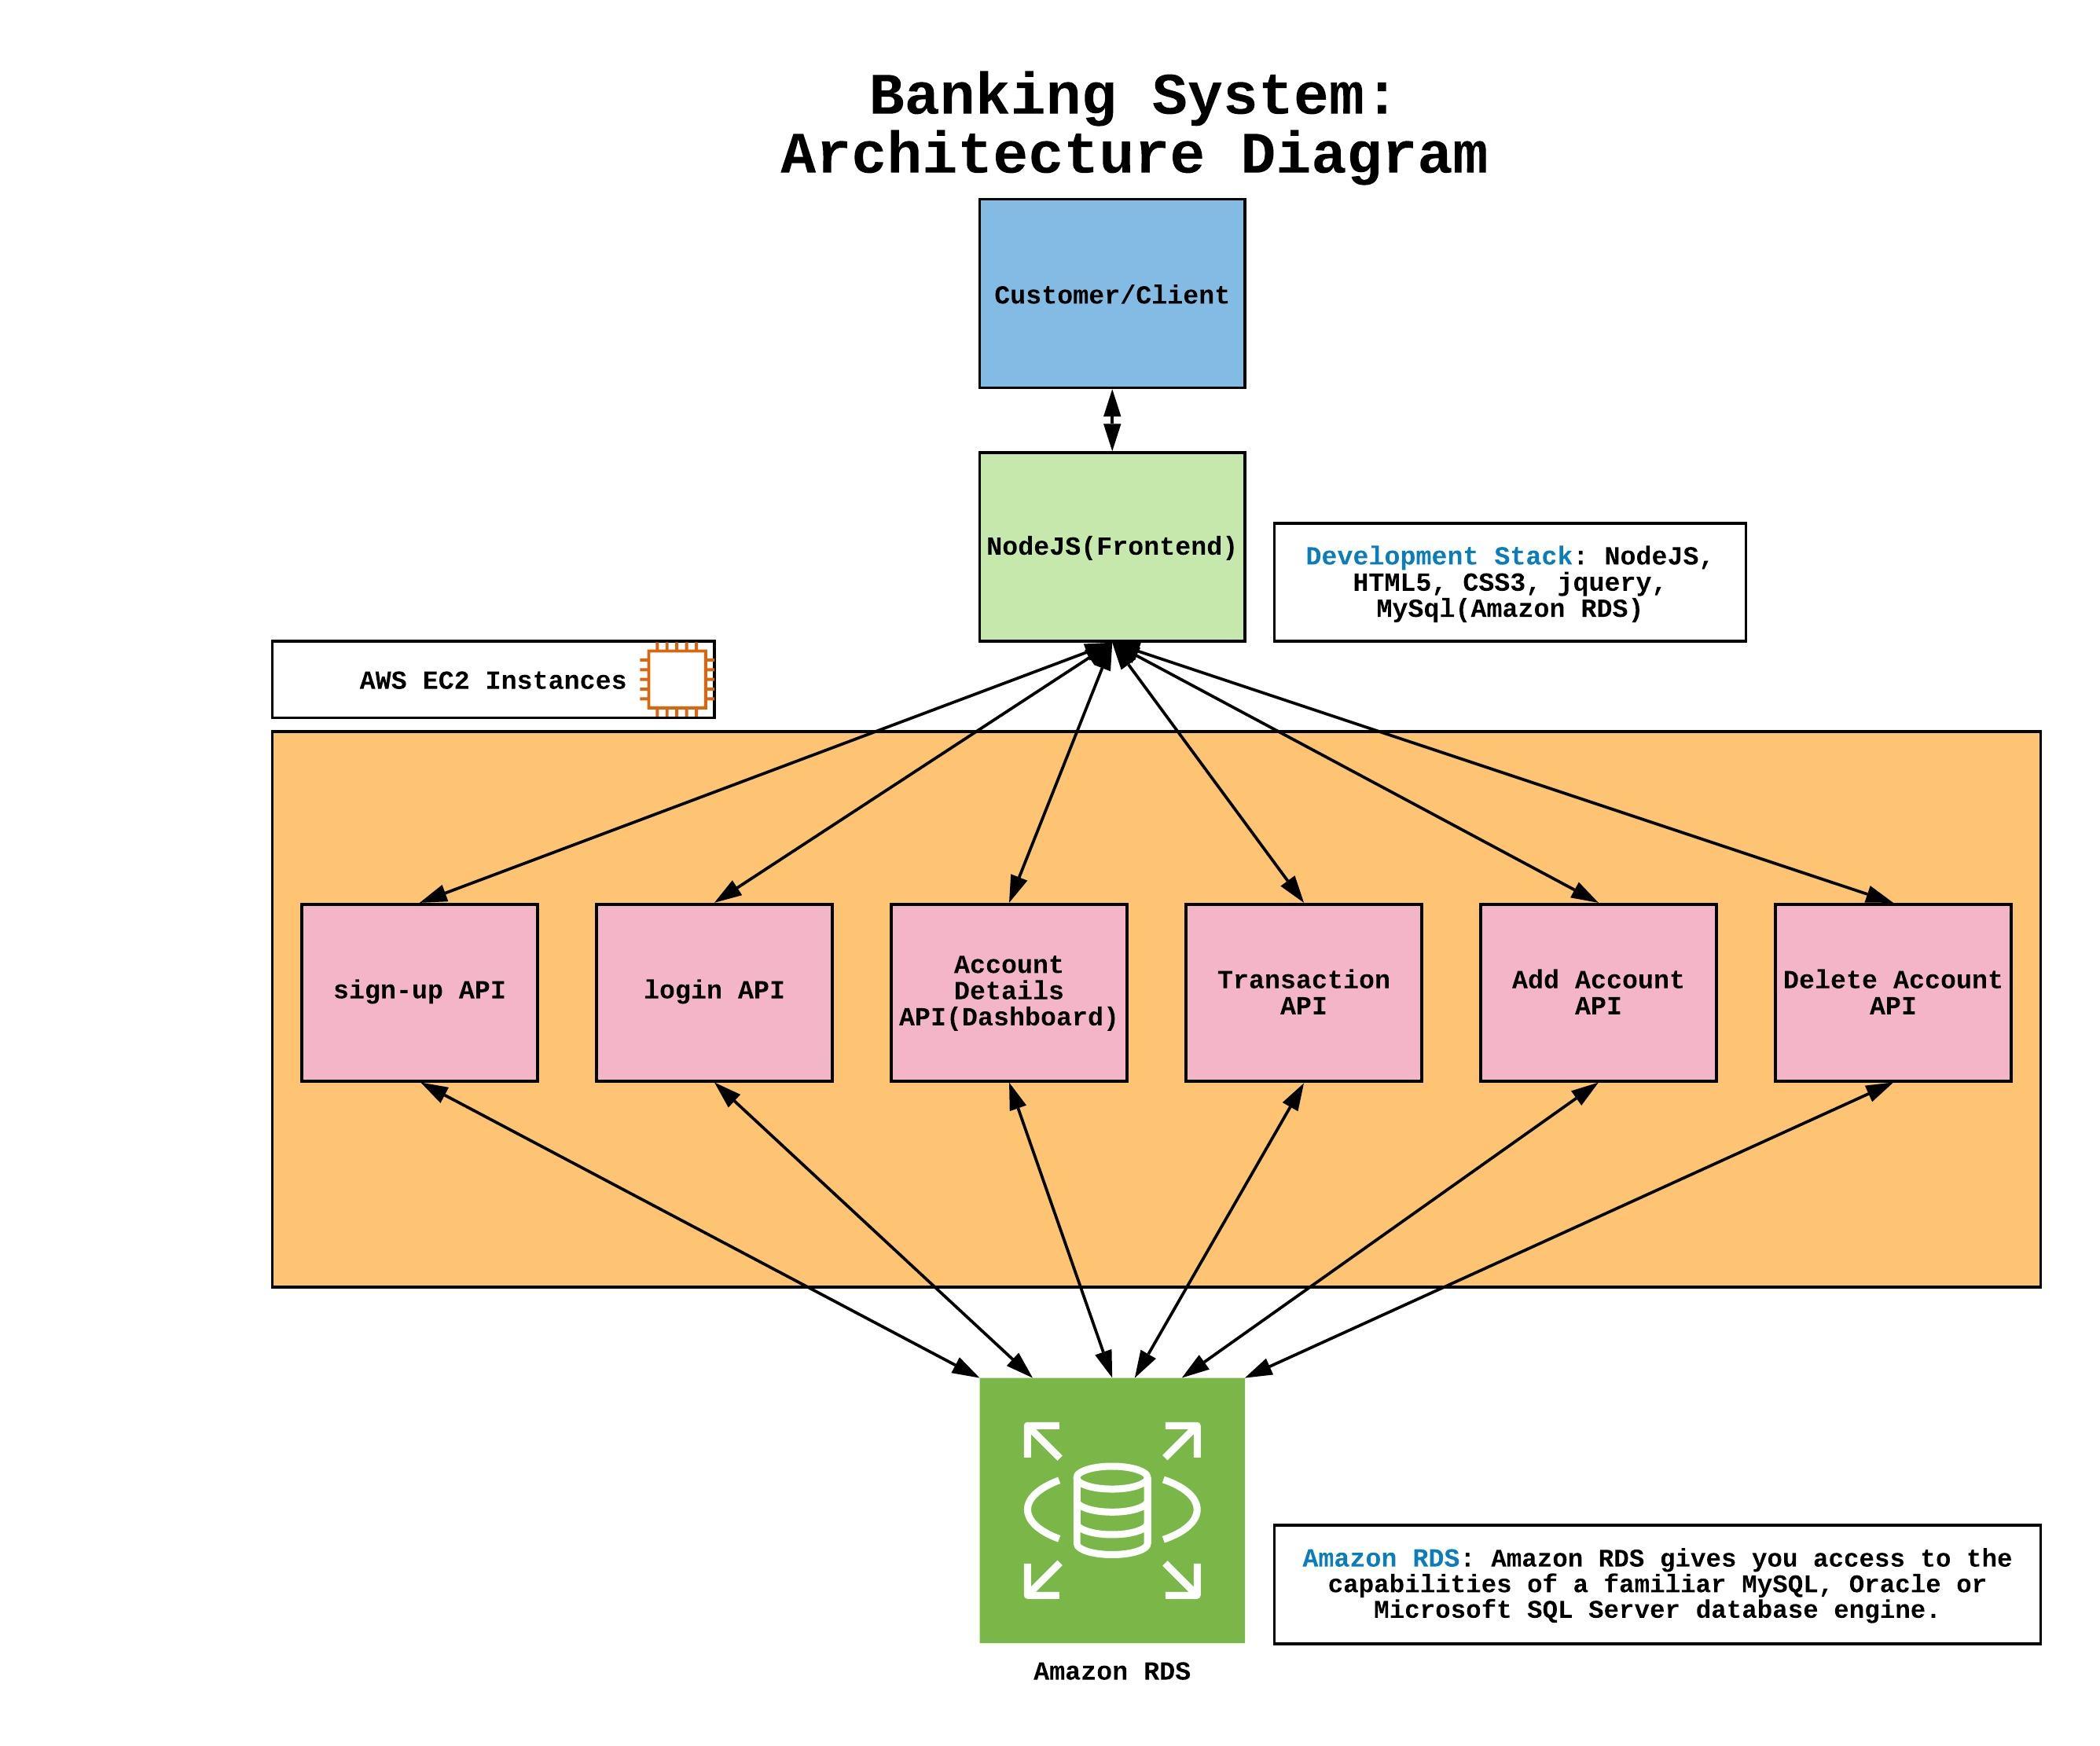 Banking System:
Architecture Diagram
Customer/Client
NodeJS(Frontend)
Development Stack: NodeJS,
HTML5, CSS3, jquery,
MySql(Amazon RDS)
AWS EC2 Instances
sign-up API
login API
Account
Details
API(Dashboard)
Transaction
API
Add Account
API
Delete Account
API
Amazon RDS: Amazon RDS gives you access to the
capabilities of a familiar MySQL, Oracle or
Microsoft SQL Server database engine.
Amazon RDS